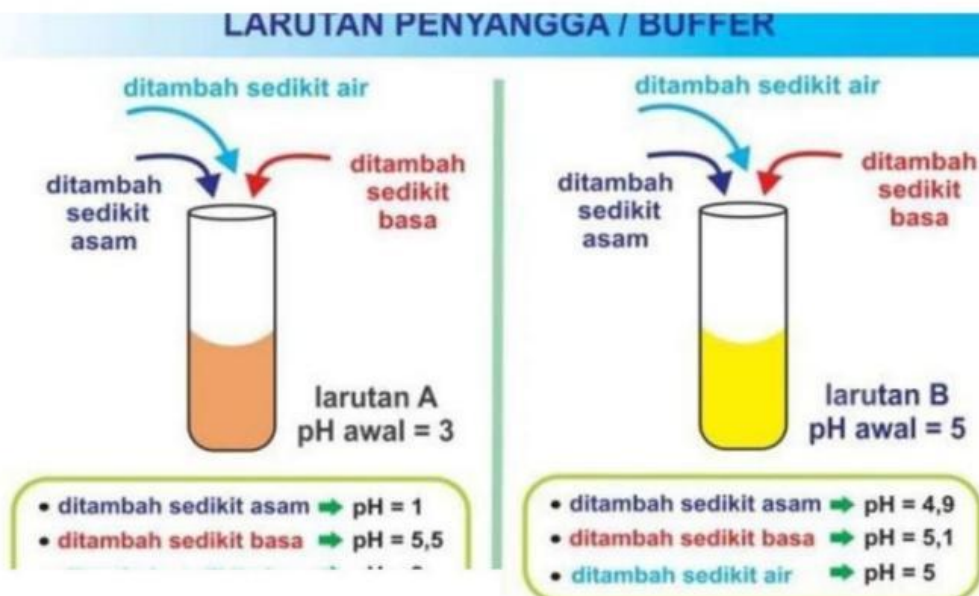 LARUTAN PENYANGGA / BUFFER
ditambah sedikit air
ditambah
sedikit
asam
ditambah
sedikit
basa
larutan A
pH awal = 3
• ditambah sedikit asam ➡ pH = 1
• ditambah sedikit basa ➡ pH = 5,5
ditambah sedikit air
ditambah
sedikit
asam
ditambah
sedikit
basa
larutan B
pH awal = 5
• ditambah sedikit asam ➡ pH = 4,9
• ditambah sedikit basa ➡ pH = 5,1
• ditambah sedikit air ➡ pH = 5